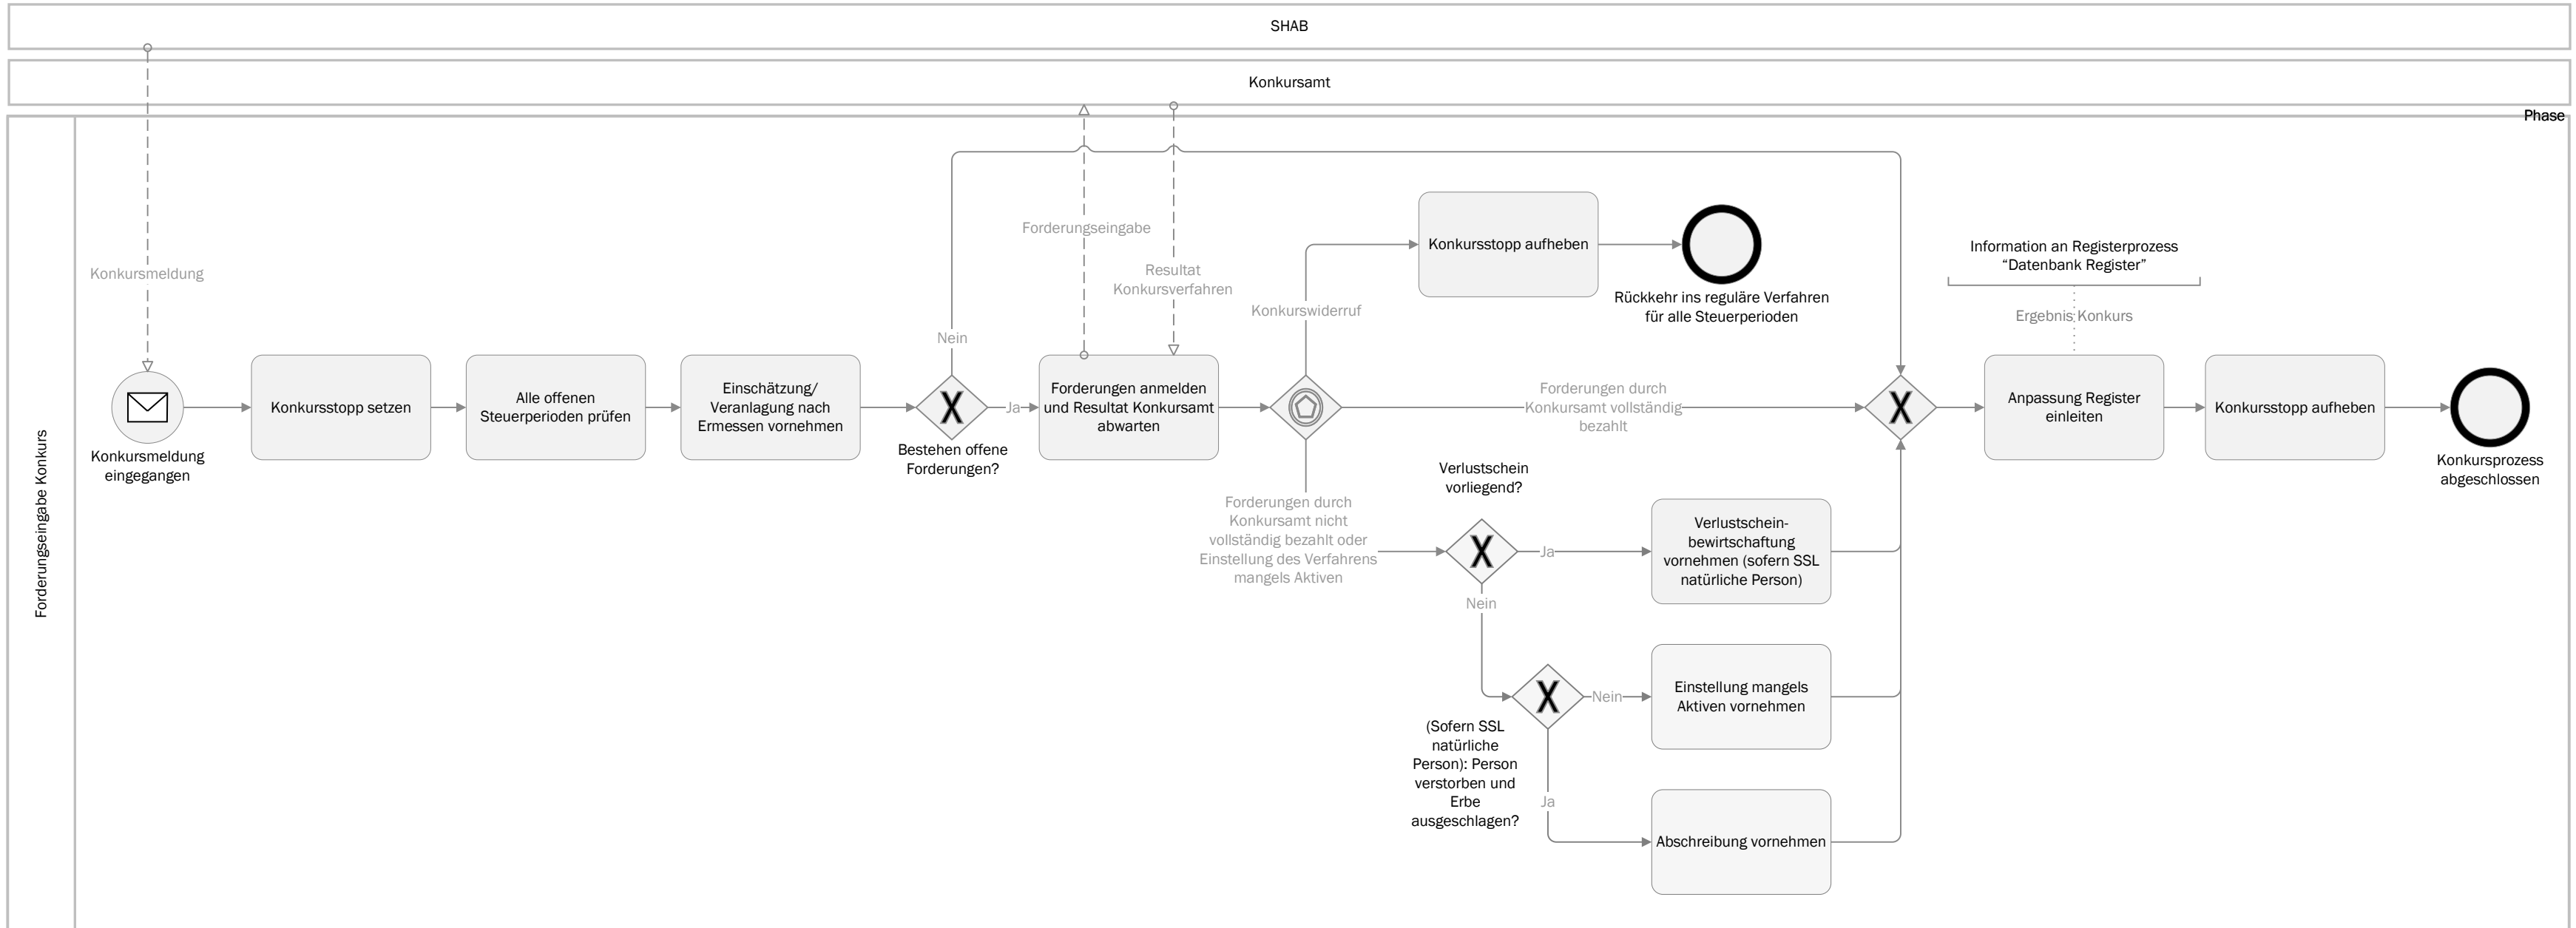 SHAB
Konkursamt
Phase
Forderungseingabe Konkurs
Konkursmeldung
Konkursmeldung
eingegangen
Konkursstopp setzen
Alle offenen
Steuerperioden prüfen
Einschätzung/
Veranlagung nach
Ermessen vornehmen
Nein
Bestehen offene
Forderungen?
Ja
Forderungseingabe
Resultat
Konkursverfahren
Forderungen anmelden
und Resultat Konkursamt
abwarten
Konkurswiderruf
Konkursstopp aufheben
Rückkehr ins reguläre Verfahren
für alle Steuerperioden
Forderungen durch
Konkursamt vollständig
bezahlt
Forderungen durch
Konkursamt nicht
vollständig bezahlt oder
Einstellung des Verfahrens
mangels Aktiven
Verlustschein
vorliegend?
Ja
Verlustschein-
bewirtschaftung
vornehmen (sofern SSL
natürliche Person)
Nein
(Sofern SSL
natürliche
Person): Person
verstorben und
Erbe
ausgeschlagen?
Nein
Einstellung mangels
Aktiven vornehmen
Ja
Abschreibung vornehmen
Information an Registerprozess
“Datenbank Register”
Ergebnis Konkurs
Anpassung Register
einleiten
Konkursstopp aufheben
Konkursprozess
abgeschlossen